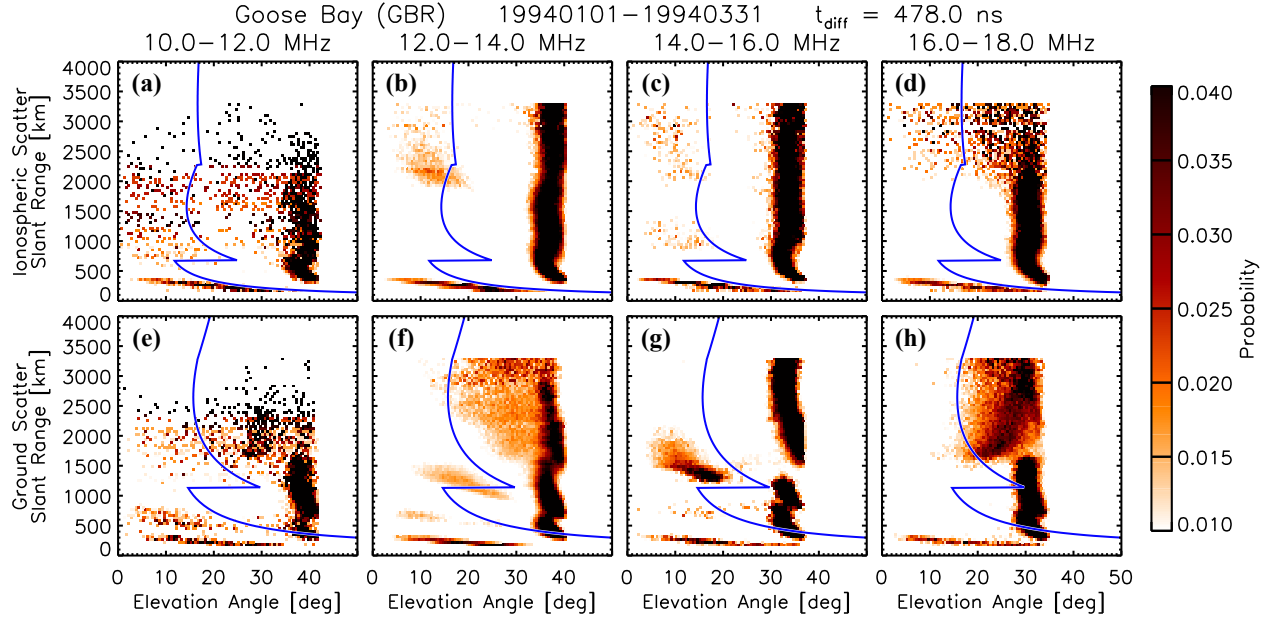 Goose Bay (GBR) 19940101−19940331 t_diff = 478.0 ns
10.0−12.0 MHz 12.0−14.0 MHz 14.0−16.0 MHz 16.0−18.0 MHz
(a) (b) (c) (d)
Ionospheric Scatter
Slant Range [km]
4000
3500
3000
2500
2000
1500
1000
500
0
(e) (f) (g) (h)
Ground Scatter
Slant Range [km]
4000
3500
3000
2500
2000
1500
1000
500
0
0 10 20 30 40 0 10 20 30 40 0 10 20 30 40 0 10 20 30 40 50
Elevation Angle [deg] Elevation Angle [deg] Elevation Angle [deg] Elevation Angle [deg]
0.040
0.035
0.030
0.025
0.020
0.015
0.010
Probability